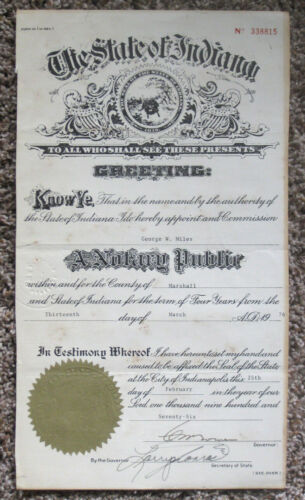 Nº 338815
The State of Indiana
1816
TO ALL WHO SHALL SEE THESE PRESENTS
GREETING:
Know Ye, That in the name and by the authority of
the State of Indiana I do hereby appoint and Commission
George W. Miles
A Notary Public
within and for the County of Marshall
and State of Indiana for the term of Four Years from the
Thirteenth day of March A.D. 19 76
In Testimony Whereof I have hereunto set my hand and
caused to be affixed the Seal of the State
at the City of Indianapolis this 25th
day of February in the year of
our Lord, one thousand nine hundred and
Seventy-six
Governor
By the Governor
Secretary of State